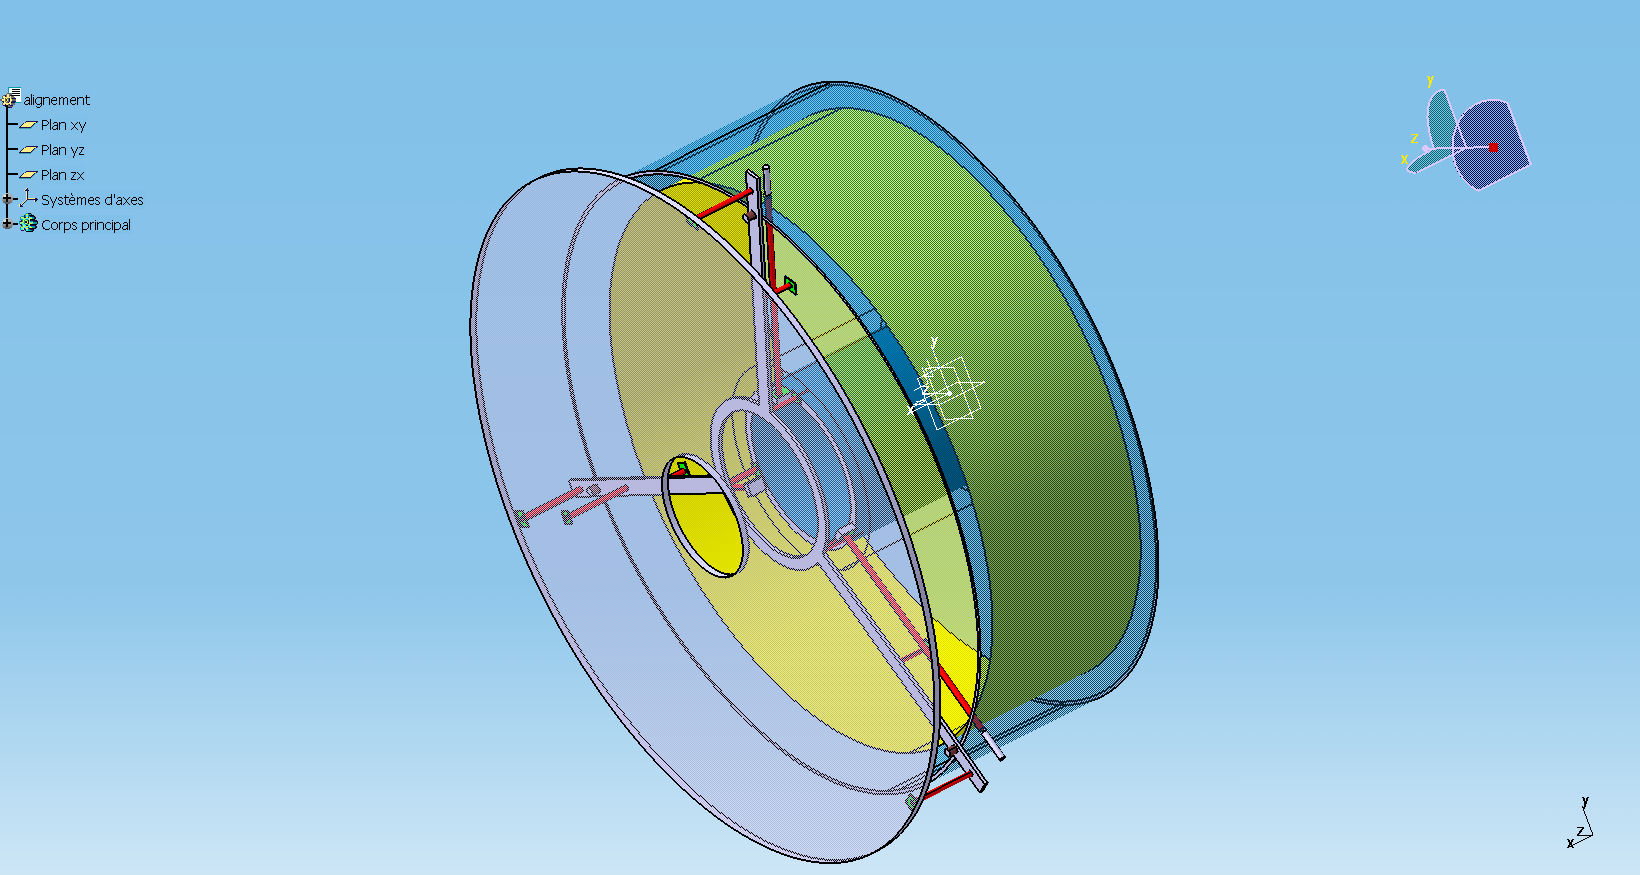 alignement
Plan xy
Plan yz
Plan zx
Systèmes d'axes
Corps principal
y
z
x
y
z
x
y
z
x